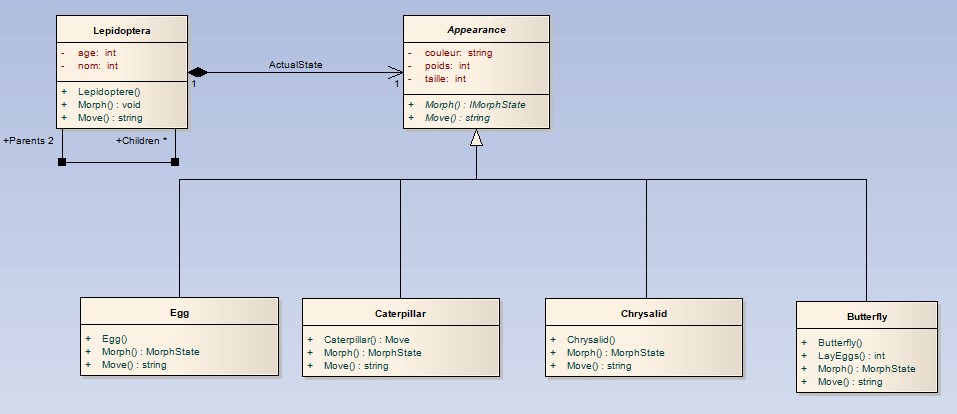 Lepidoptera
- age: int
- nom: int
+ Lepidoptere()
+ Morph() : void
+ Move() : string
ActualState
1
1
Appearance
- couleur: string
- poids: int
- taille: int
+ Morph() : IMorphState
+ Move() : string
+Parents 2
+Children *
Egg
+ Egg()
+ Morph() : MorphState
+ Move() : string
Caterpillar
+ Caterpillar() : Move
+ Morph() : MorphState
+ Move() : string
Chrysalid
+ Chrysalid()
+ Morph() : MorphState
+ Move() : string
Butterfly
+ Butterfly()
+ LayEggs() : int
+ Morph() : MorphState
+ Move() : string